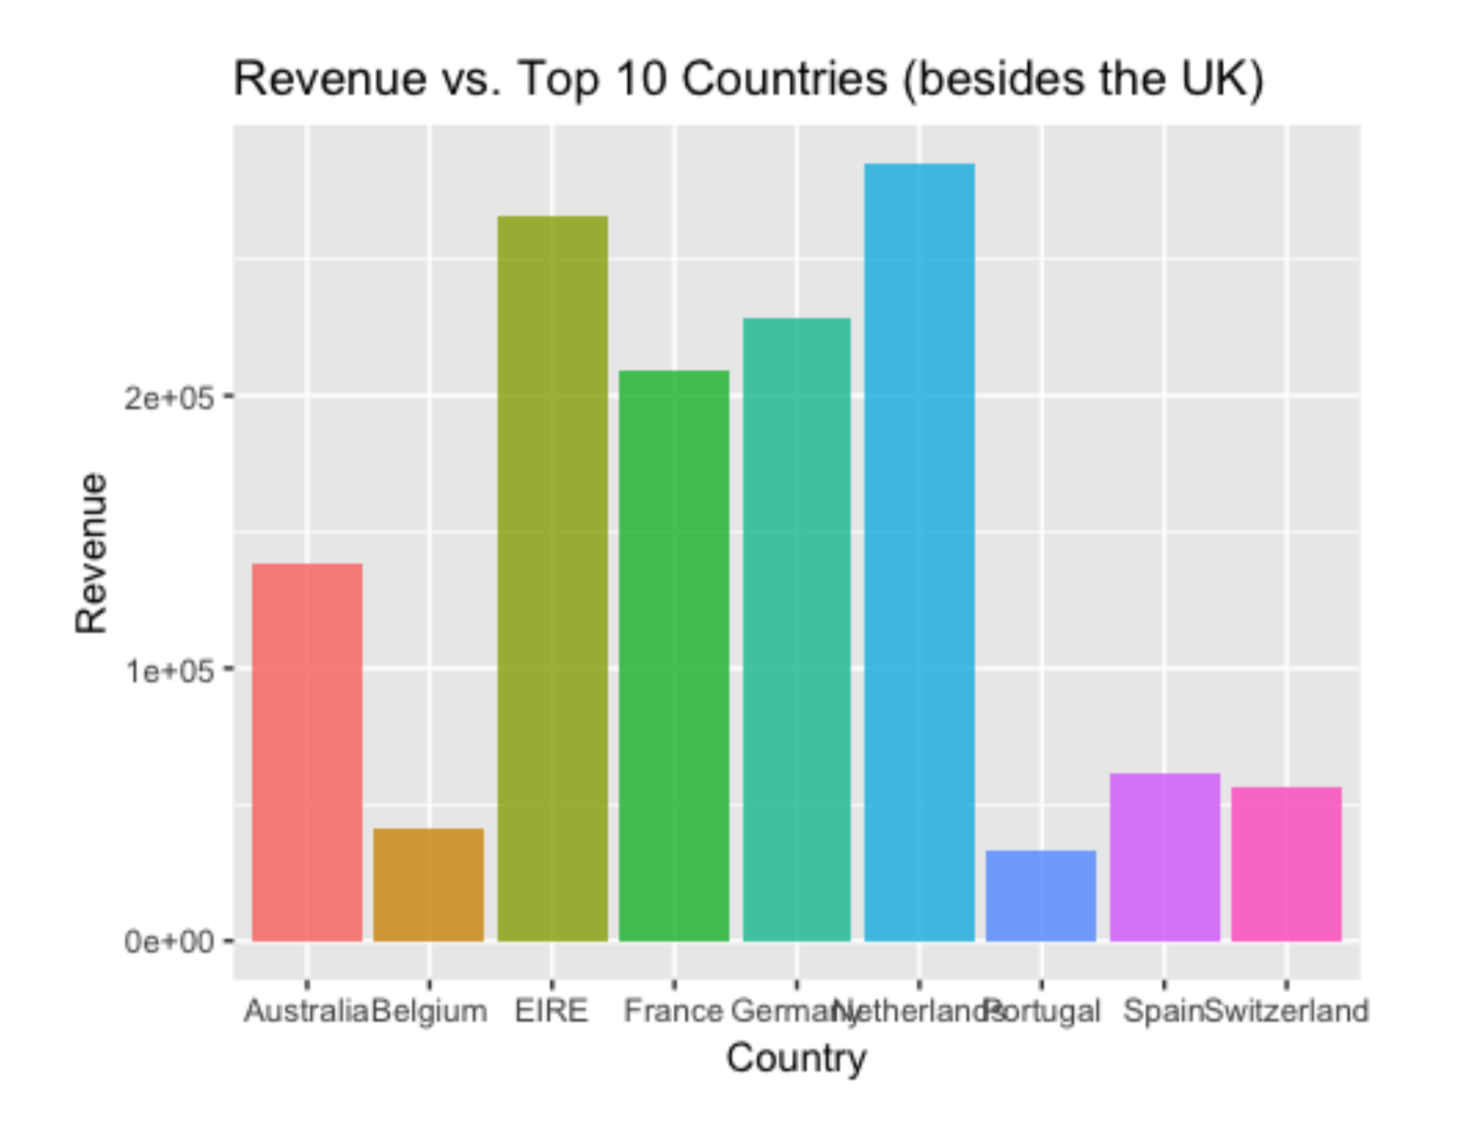 Revenue vs. Top 10 Countries (besides the UK)
Revenue
2e+05
1e+05
0e+00
Australia Belgium EIRE France Germany Netherlands Portugal Spain Switzerland
Country